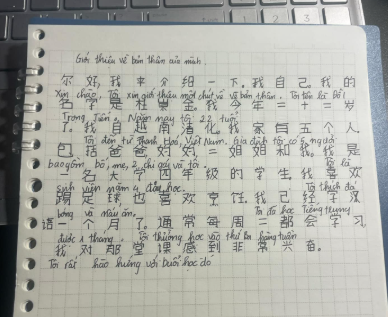 Giới thiệu về bản thân của mình
你好,我来介绍一下。我自己。我的
Xin chào. Tôi xin giới thiệu một chút về bản thân. Tôi tên là Đỗ
名字是杜重金。我今年二十二岁
Trọng Tiến. Năm nay tôi 22 tuổi
了。我自越南清化。我家有五个人
Tôi đến từ Thanh Hoá, Việt Nam. Gia đình tôi có 5 người
包括爸爸妈妈二姐姐和我。我是
bao gồm bố, mẹ, 2 chị gái và tôi. Tôi là
名大学四年级的学生我喜欢
sinh viên năm 4 đại học. Tôi thích đá
踢足球也喜欢烹饪。我已经学汉
bóng và nấu ăn. Tôi đã học tiếng trung
语一个月了。通常每周二都会学习
được 1 tháng. Tôi thường học vào thứ ba hàng tuần
我对那堂课感到非常兴奋。
Tôi rất hào hứng với buổi học đó